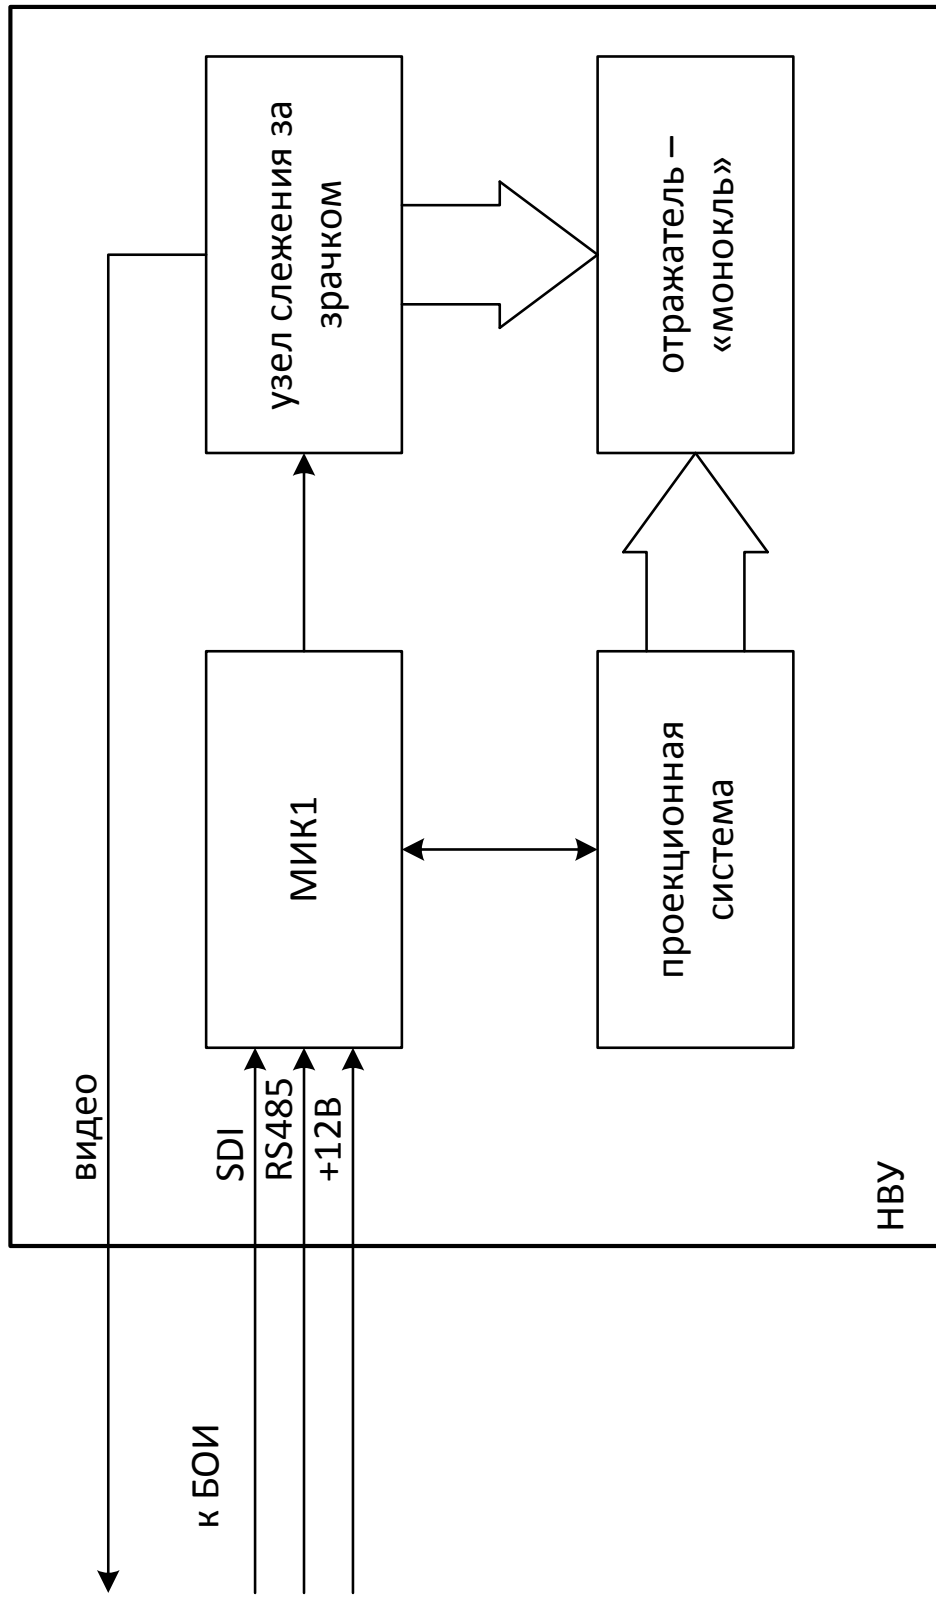 видео
к БОИ
SDI
RS485
+12В
МИК1
узел слежения за
зрачком
проекционная
система
отражатель –
«монокль»
НВУ